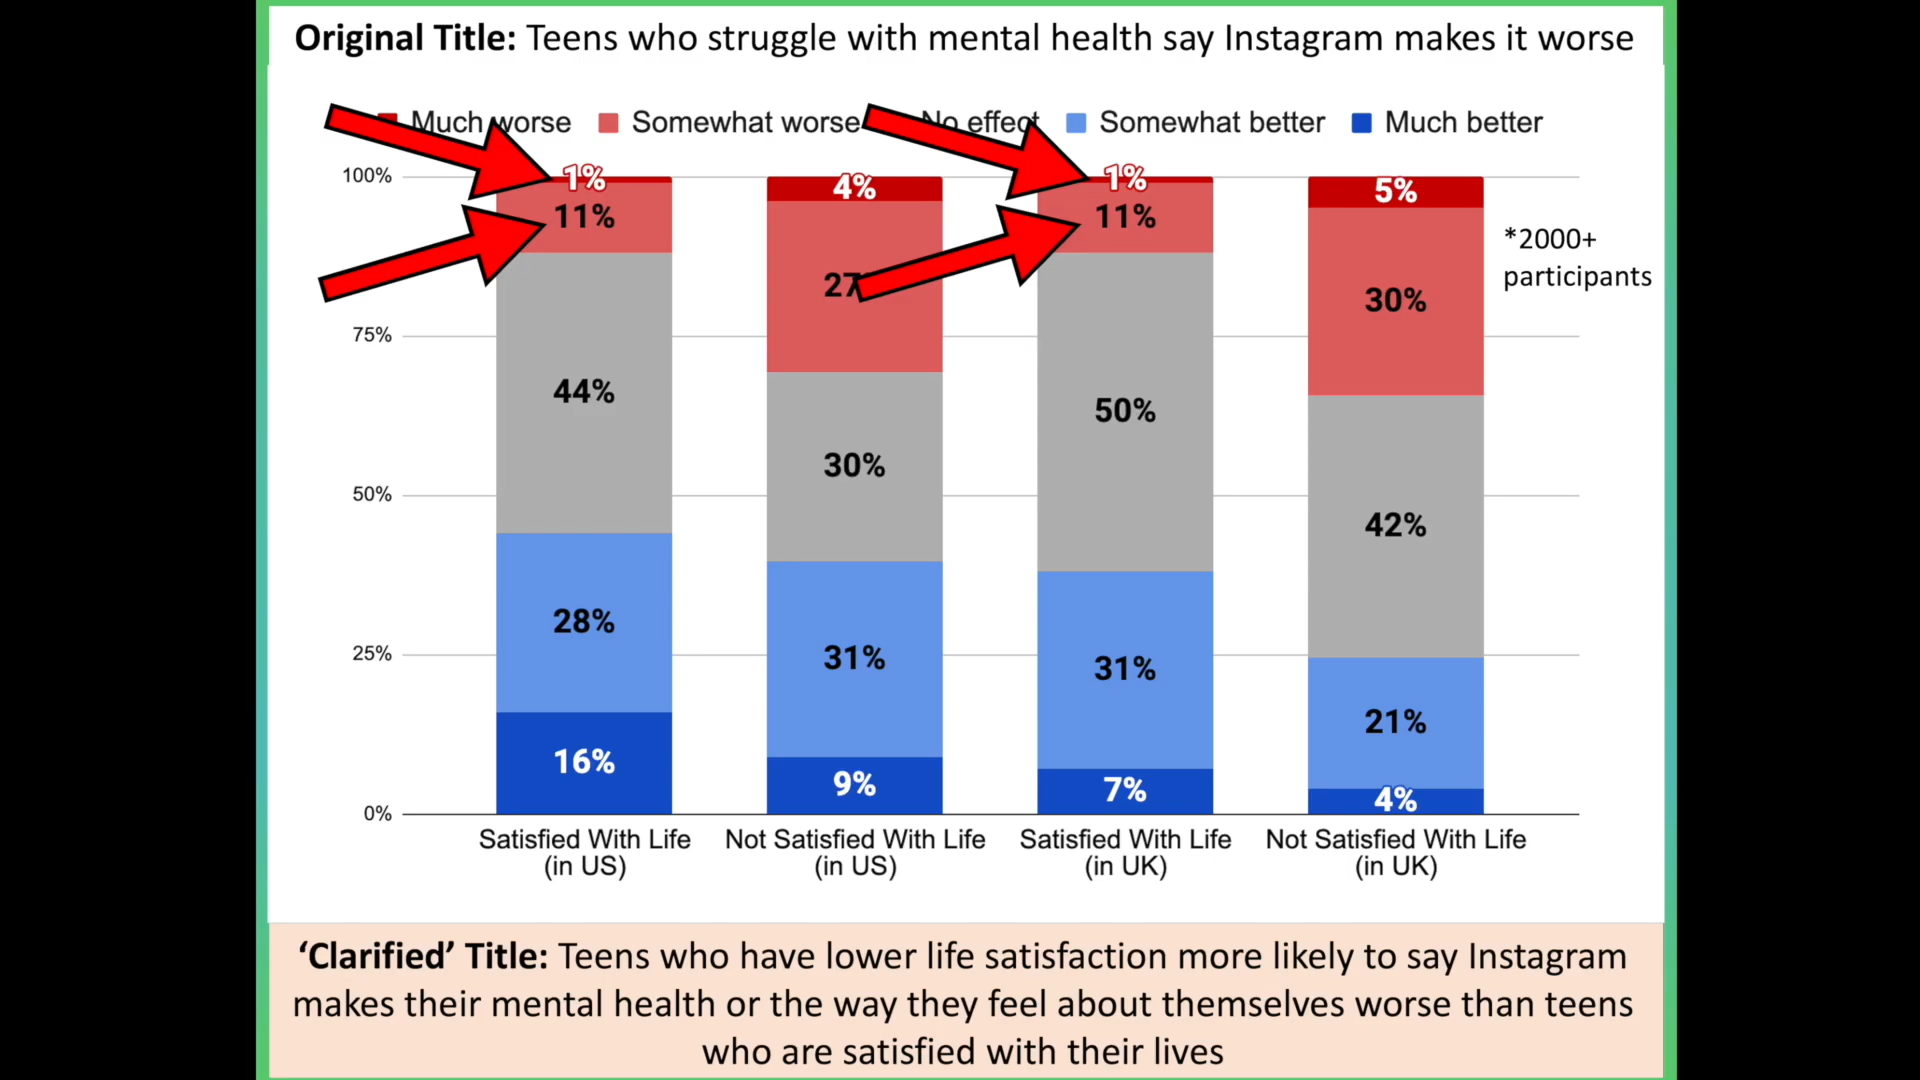 Original Title: Teens who struggle with mental health say Instagram makes it worse
Much worse Somewhat worse No effect Somewhat better Much better
100%
75%
50%
25%
0%
1%
11%
44%
28%
16%
4%
27
30%
31%
9%
1%
11%
50%
31%
7%
5%
30%
42%
21%
4%
*2000+
participants
Satisfied With Life
(in US)
Not Satisfied With Life
(in US)
Satisfied With Life
(in UK)
Not Satisfied With Life
(in UK)
‘Clarified’ Title: Teens who have lower life satisfaction more likely to say Instagram
makes their mental health or the way they feel about themselves worse than teens
who are satisfied with their lives